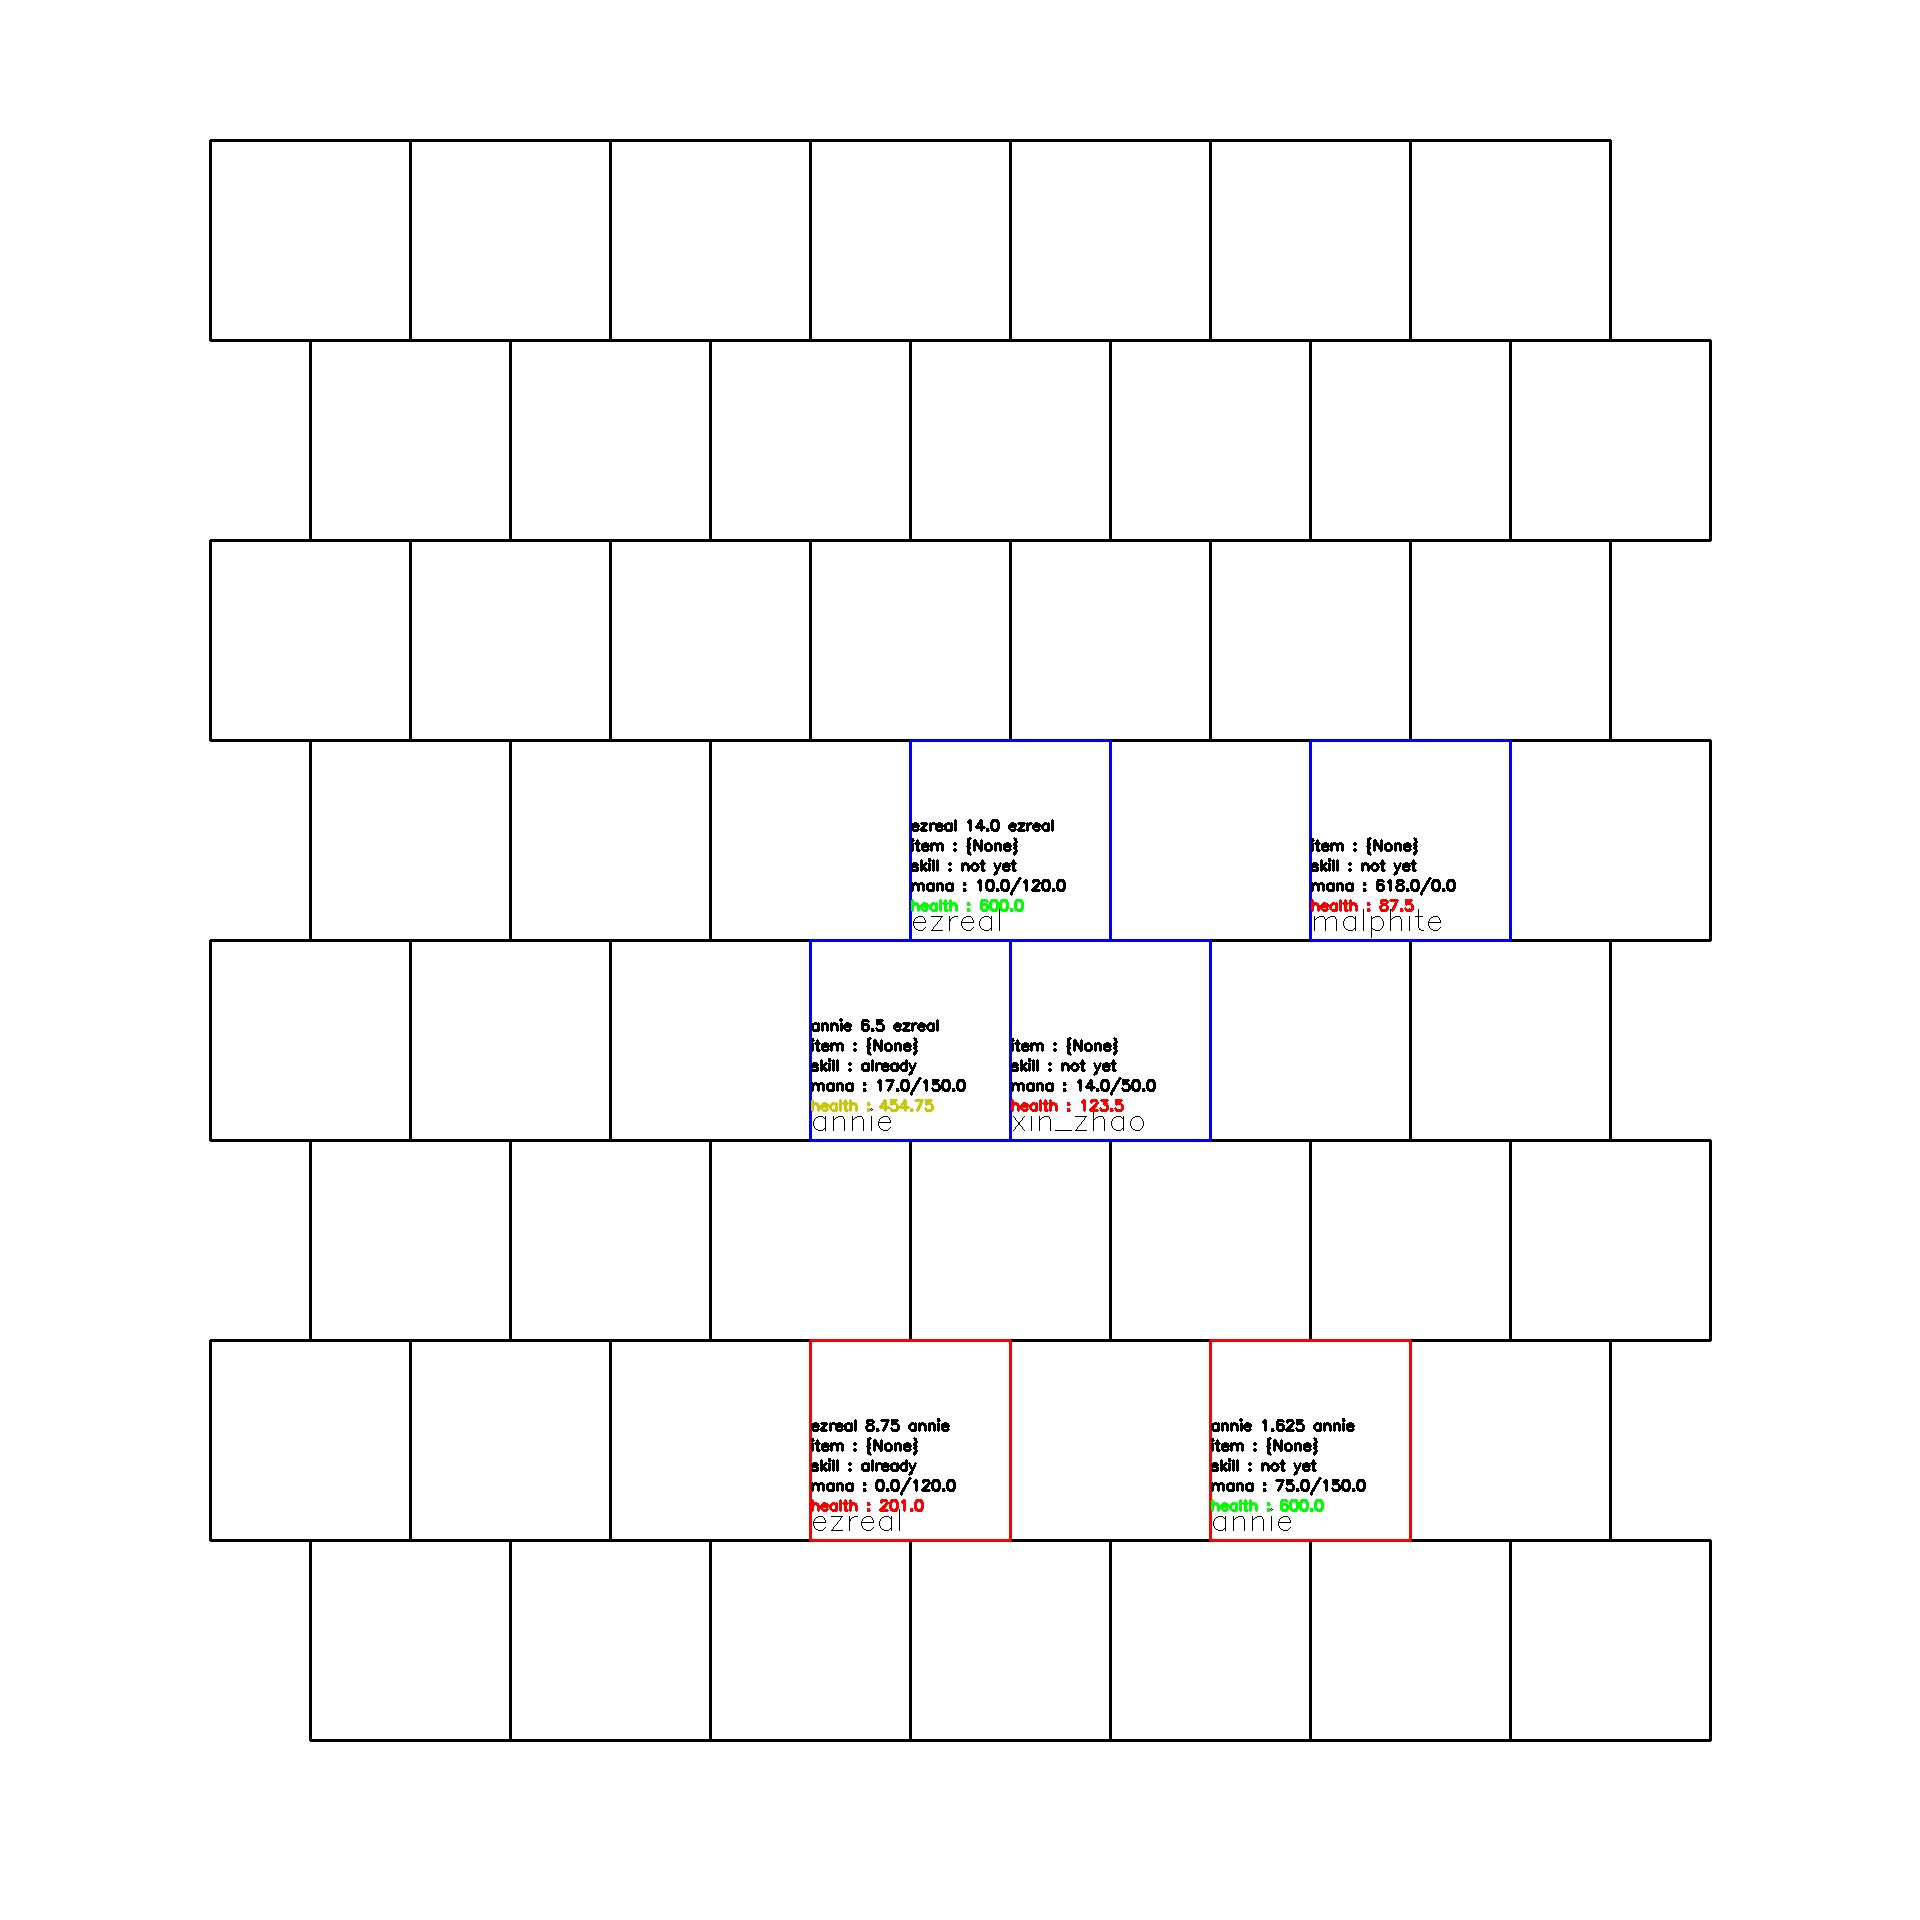 ezreal 14.0 ezreal
item : {None}
skill : not yet
mana : 10.0/120.0
health : 600.0
ezreal
item : {None}
skill : not yet
mana : 618.0/0.0
health : 87.5
malphite
annie 6.5 ezreal
item : {None}
skill : already
mana : 17.0/150.0
health : 454.75
annie
item : {None}
skill : not yet
mana : 14.0/50.0
health : 123.5
xin_zhao
ezreal 8.75 annie
item : {None}
skill : already
mana : 0.0/120.0
health : 201.0
ezreal
annie 1.625 annie
item : {None}
skill : not yet
mana : 75.0/150.0
health : 600.0
annie